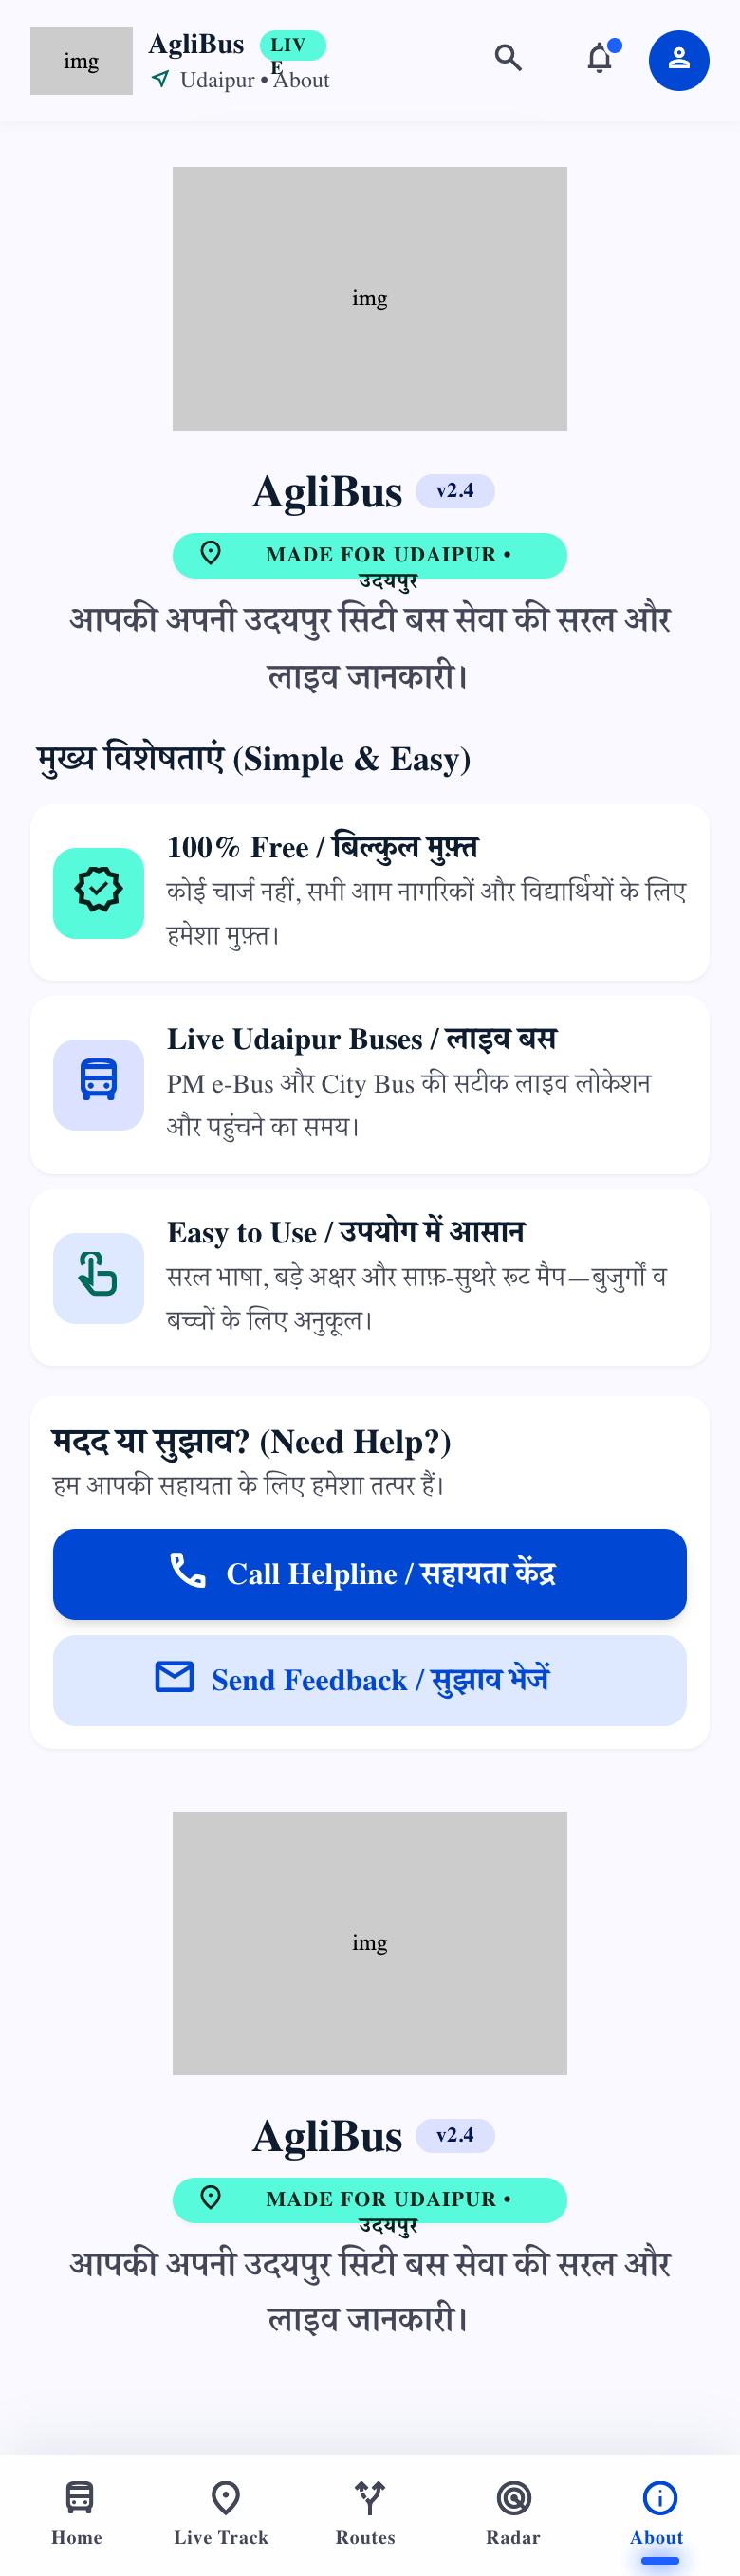 img
AgliBus
LIV
E
Udaipur • About
img
AgliBus v2.4
MADE FOR UDAIPUR •
उदयपुर
आपकी अपनी उदयपुर सिटी बस सेवा की सरल और
लाइव जानकारी।
मुख्य विशेषताएं (Simple & Easy)
100% Free / बिल्कुल मुफ़्त
कोई चार्ज नहीं, सभी आम नागरिकों और विद्यार्थियों के लिए
हमेशा मुफ़्त।
Live Udaipur Buses / लाइव बस
PM e-Bus और City Bus की सटीक लाइव लोकेशन
और पहुंचने का समय।
Easy to Use / उपयोग में आसान
सरल भाषा, बड़े अक्षर और साफ़-सुथरे रूट मैप—बुजुर्गों व
बच्चों के लिए अनुकूल।
मदद या सुझाव? (Need Help?)
हम आपकी सहायता के लिए हमेशा तत्पर हैं।
Call Helpline / सहायता केंद्र
Send Feedback / सुझाव भेजें
img
AgliBus v2.4
MADE FOR UDAIPUR •
उदयपुर
आपकी अपनी उदयपुर सिटी बस सेवा की सरल और
लाइव जानकारी।
Home Live Track Routes Radar About